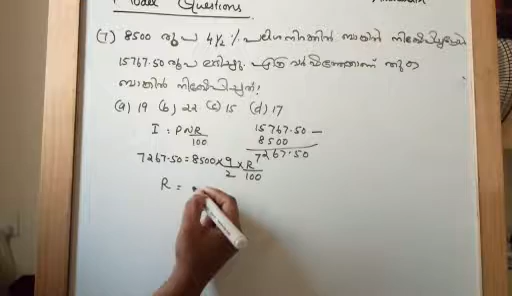 Model Questions
(7) 8500 രൂപ 4½ % പലിശനിരക്കിൽ ബാങ്കിൽ നിക്ഷേപിച്ചപ്പോൾ
15767.50 രൂപ ലഭിച്ചു. എത്ര വർഷത്തേക്കാണ് തുക
ബാങ്കിൽ നിക്ഷേപിച്ചത്?
(a) 19 (b) 22 (c) 15 (d) 17
I = PNR/100
15767.50 –
8500
7267.50
7267.50 = 8500 × 9/2 × R/100
R =